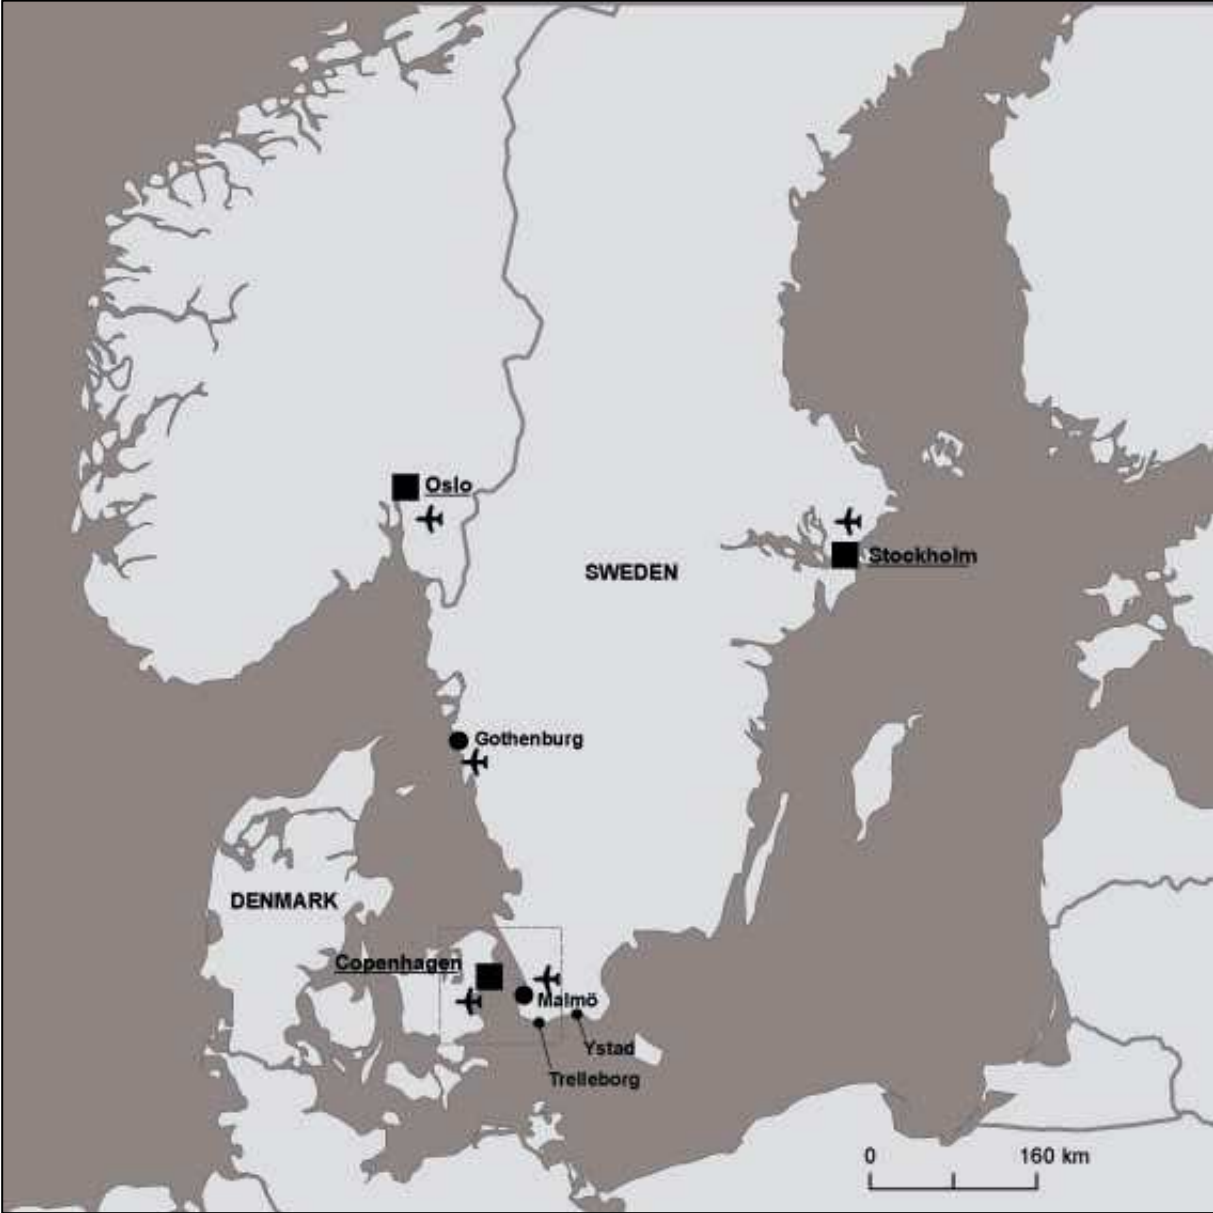 Oslo
Stockholm
SWEDEN
Gothenburg
DENMARK
Copenhagen
Malmö
Ystad
Trelleborg
0 160 km